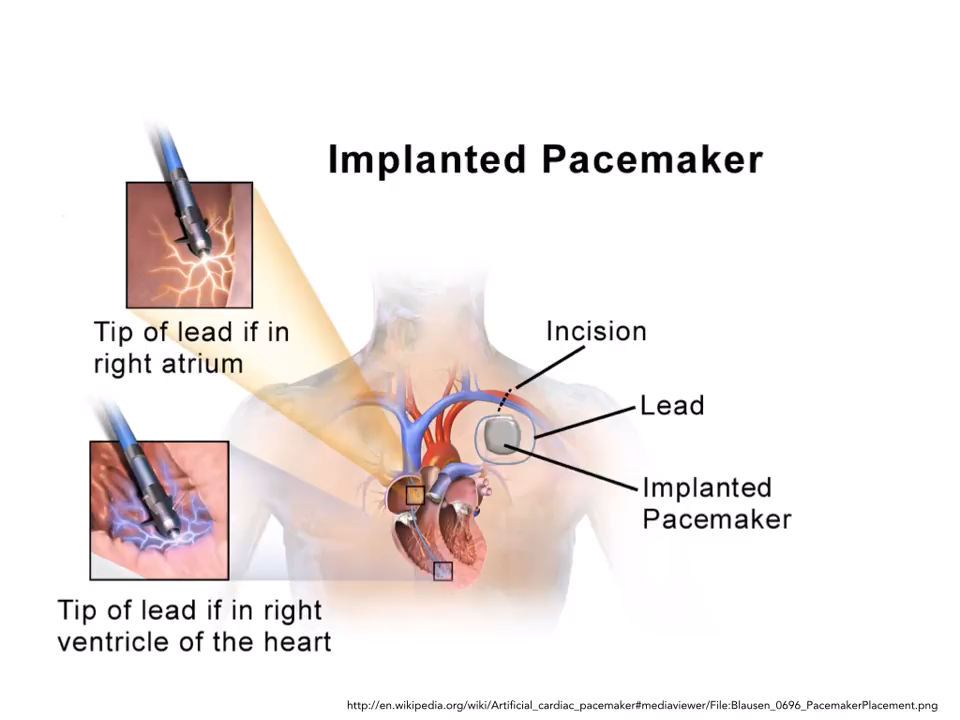 Implanted Pacemaker
Tip of lead if in
right atrium
Incision
Lead
Implanted
Pacemaker
Tip of lead if in right
ventricle of the heart
http://en.wikipedia.org/wiki/Artificial_cardiac_pacemaker#mediaviewer/File:Blausen_0696_PacemakerPlacement.png